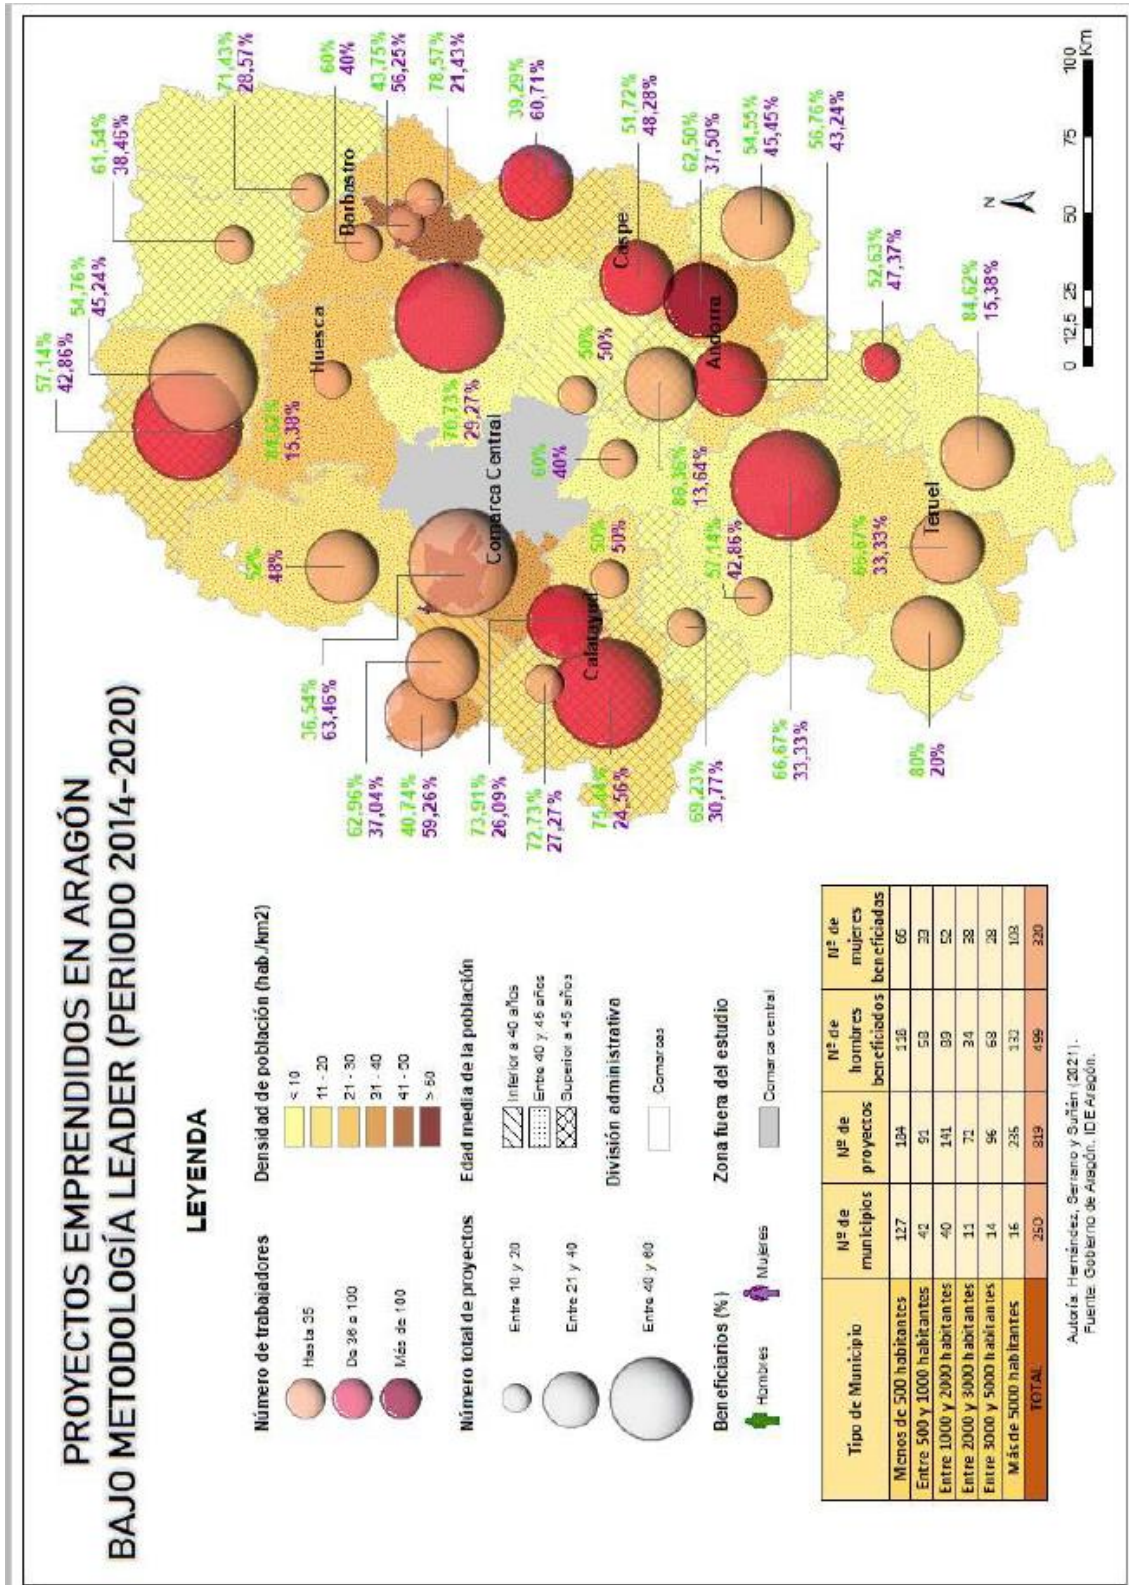 PROYECTOS EMPRENDIDOS EN ARAGÓN
BAJO METODOLOGÍA LEADER (PERIODO 2014-2020)
LEYENDA
Número de trabajadores
Hasta 35
De 36 a 100
Más de 100
Número total de proyectos
Entre 10 y 20
Entre 21 y 40
Entre 40 y 60
Beneficiarios (%)
Hombres
Mujeres
Densidad de población (hab./km2)
< 10
11 - 20
21 - 30
31 - 40
41 - 50
> 50
Edad media de la población
Inferior a 40 años
Entre 40 y 45 años
Superior a 45 años
División administrativa
Comarcas
Zona fuera del estudio
Comarca central
Tipo de Municipio Nº de municipios Nº de proyectos Nº de hombres beneficiados Nº de mujeres beneficiadas
Menos de 500 habitantes 127 184 118 66
Entre 500 y 1000 habitantes 42 91 58 33
Entre 1000 y 2000 habitantes 40 141 89 52
Entre 2000 y 3000 habitantes 11 72 34 38
Entre 3000 y 5000 habitantes 14 96 68 28
Más de 5000 habitantes 16 235 132 103
TOTAL 250 819 499 320
Autoría: Hernández, Serrano y Suñén (2021).
Fuente: Gobierno de Aragón. IDE Aragón.
57,14%
42,86%
54,76%
45,24%
61,54%
38,46%
71,43%
28,57%
60%
40%
43,75%
56,25%
78,57%
21,43%
39,29%
60,71%
51,72%
48,28%
62,50%
37,50%
54,55%
45,45%
56,76%
43,24%
52,63%
47,37%
84,62%
15,38%
84,62%
15,38%
52%
48%
70,73%
29,27%
36,54%
63,46%
62,96%
37,04%
40,74%
59,26%
73,91%
26,09%
72,73%
27,27%
24,56%
69,23%
30,77%
50%
50%
60%
40%
50%
50%
86,36%
13,64%
57,14%
42,86%
66,67%
33,33%
66,67%
33,33%
80%
20%
Huesca
Barbastro
Comarca Central
Calatayud
Caspe
Andorra
Teruel
N
0 12,5 25 50 75 100
Km